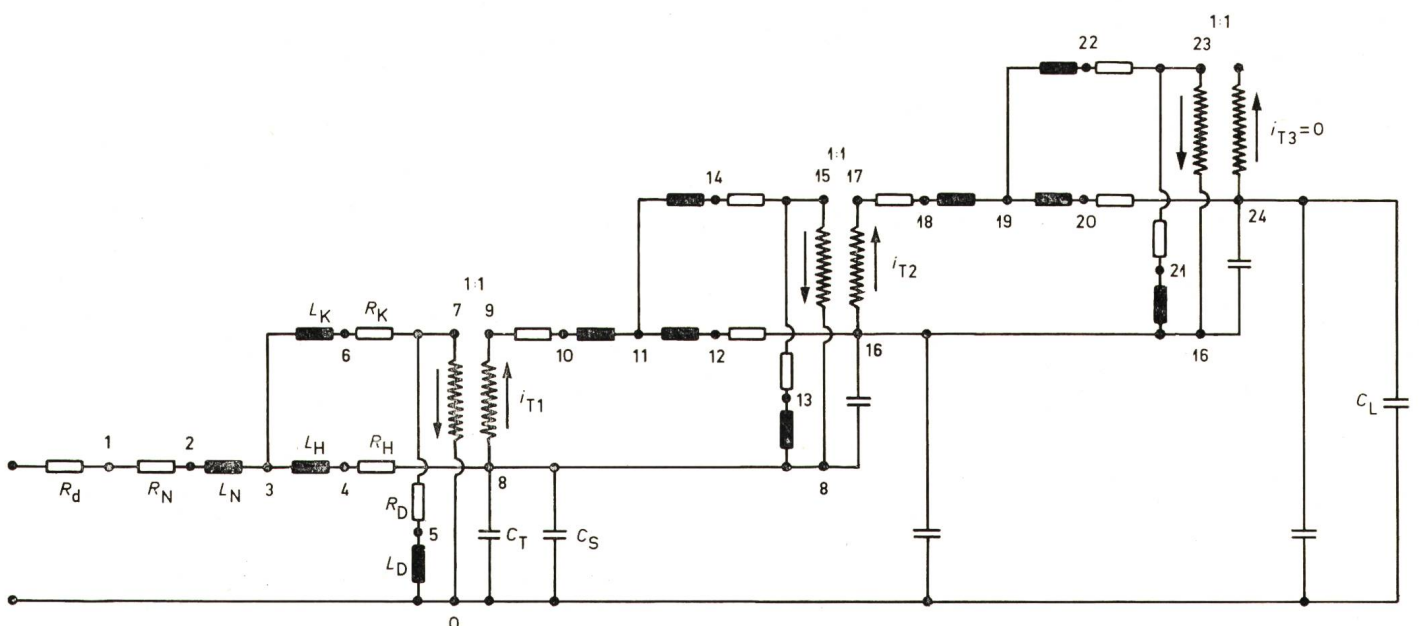 1:1
22 23
i_T3=0
1:1
14 15 17
18 19 20 24
i_T2
21
1:1
L_K R_K 7 9
6 10 11 12 16 16
i_T1
13
C_L
1 2 L_H R_H
R_d R_N L_N 3 4 8 8
R_D
5 C_T C_S
L_D
0